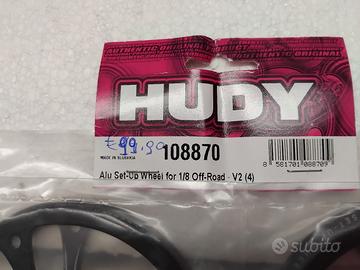 AUTHENTIC ORIGINAL
HUDY
€99,90
108870
MADE IN SLOVAKIA
8 581701 088709
Alu Set-Up Wheel for 1/8 Off-Road - V2 (4)
subito